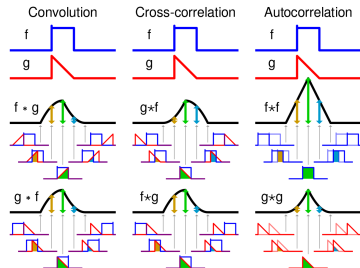 Convolution Cross-correlation Autocorrelation
f f f
g g g
f * g g⋆f f⋆f
g * f f⋆g g⋆g